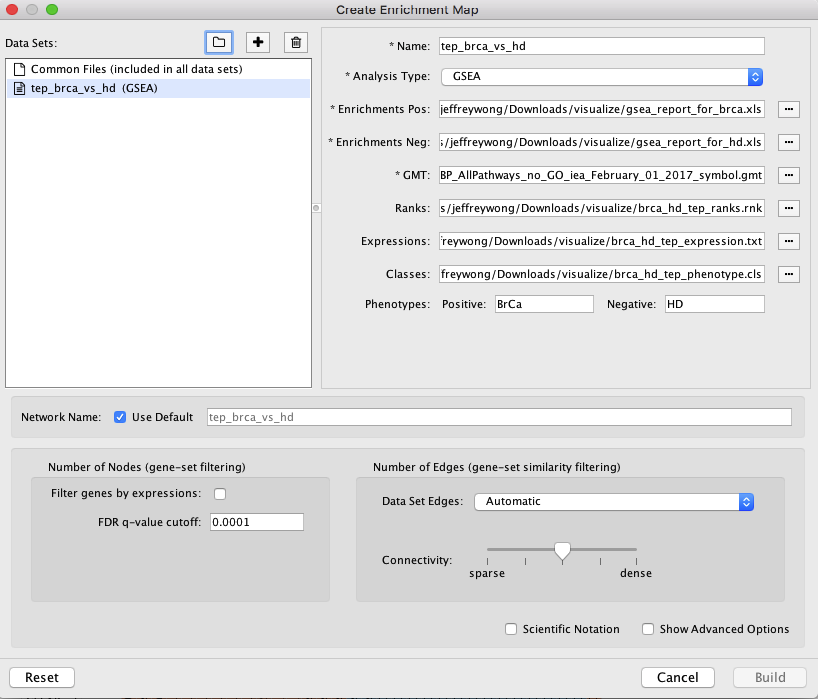 Create Enrichment Map
Data Sets:
Common Files (included in all data sets)
tep_brca_vs_hd (GSEA)
* Name: tep_brca_vs_hd
* Analysis Type: GSEA
* Enrichments Pos: jeffreywong/Downloads/visualize/gsea_report_for_brca.xls ...
* Enrichments Neg: s/jeffreywong/Downloads/visualize/gsea_report_for_hd.xls ...
* GMT: BP_AllPathways_no_GO_iea_February_01_2017_symbol.gmt ...
Ranks: s/jeffreywong/Downloads/visualize/brca_hd_tep_ranks.rnk ...
Expressions: freywong/Downloads/visualize/brca_hd_tep_expression.txt ...
Classes: freywong/Downloads/visualize/brca_hd_tep_phenotype.cls ...
Phenotypes: Positive: BrCa Negative: HD
Network Name: Use Default tep_brca_vs_hd
Number of Nodes (gene-set filtering)
Filter genes by expressions:
FDR q-value cutoff: 0.0001
Number of Edges (gene-set similarity filtering)
Data Set Edges: Automatic
Connectivity:
sparse dense
Scientific Notation Show Advanced Options
Reset Cancel Build